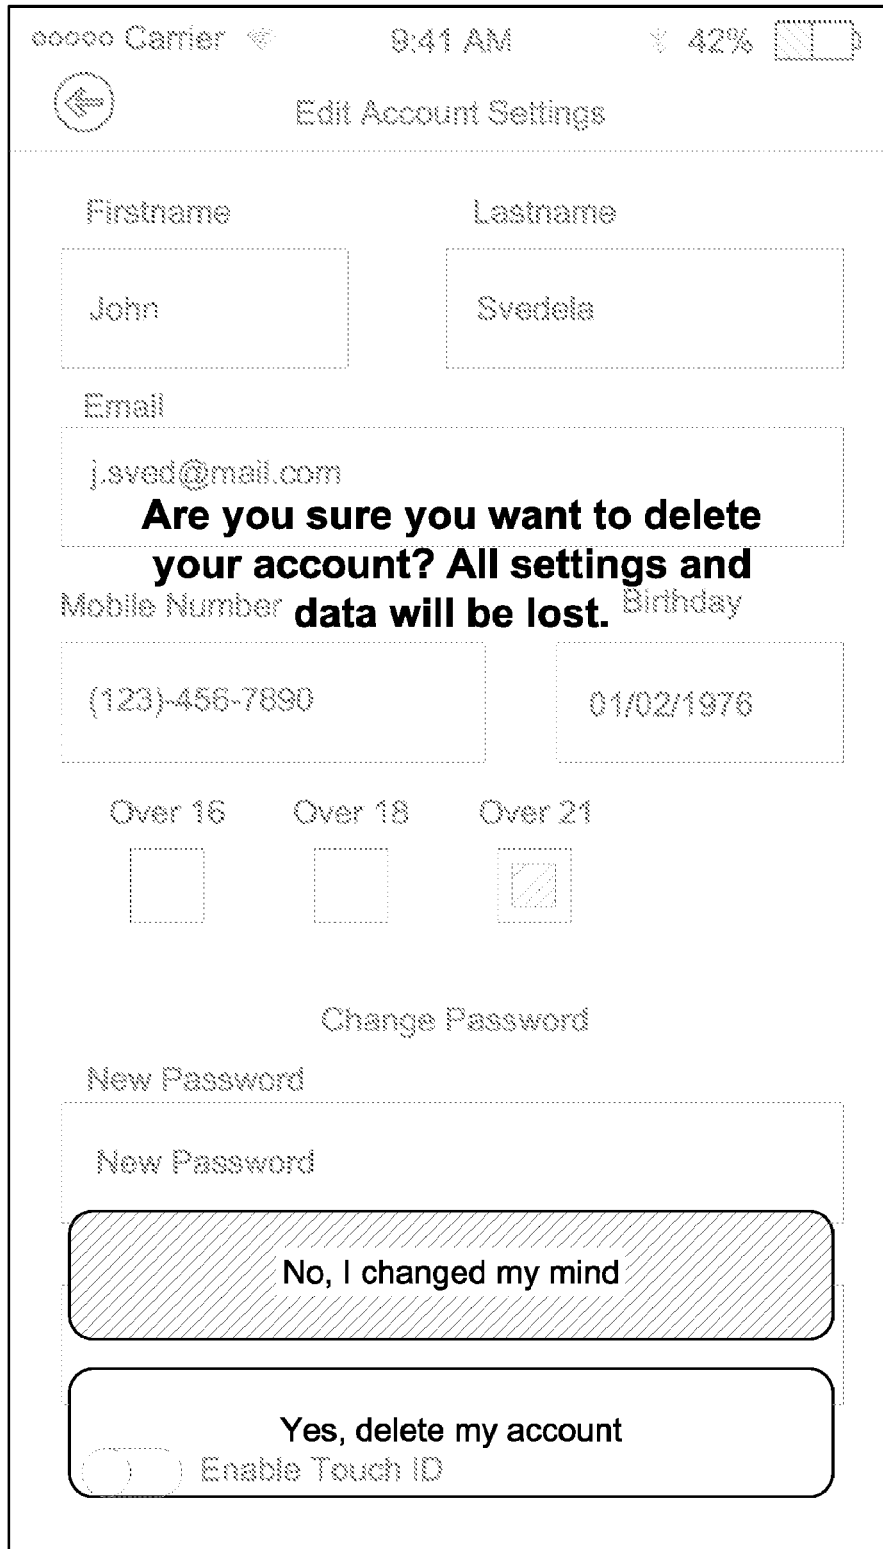 Carrier 9:41 AM 42%
Edit Account Settings
Firstname Lastname
John Svedela
Email
j.sved@mail.com
Are you sure you want to delete
your account? All settings and
data will be lost.
Mobile Number Birthday
(123)-456-7890 01/02/1976
Over 16 Over 18 Over 21
Change Password
New Password
New Password
No, I changed my mind
Yes, delete my account
Enable Touch ID